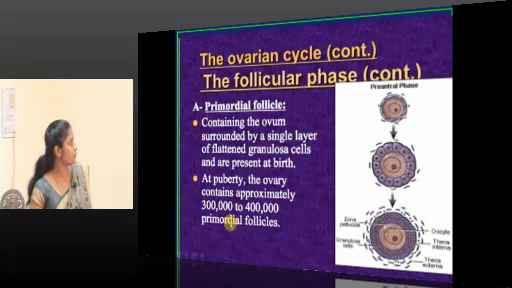 The ovarian cycle (cont.)
The follicular phase (cont.)
A- Primordial follicle:
Containing the ovum
surrounded by a single layer
of flattened granulosa cells
and are present at birth.
At puberty, the ovary
contains approximately
300,000 to 400,000
primordial follicles.
Preantral Phase
Zona
pellucida
Granulosa
cells
Oocyte
Theca
interna
Theca
externa